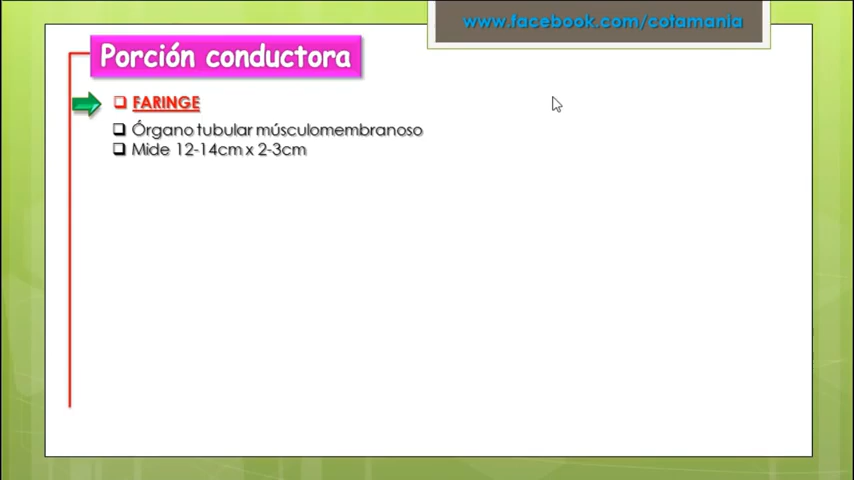 www.facebook.com/cotamania
Porción conductora
FARINGE
Órgano tubular músculomembranoso
Mide 12-14cm x 2-3cm